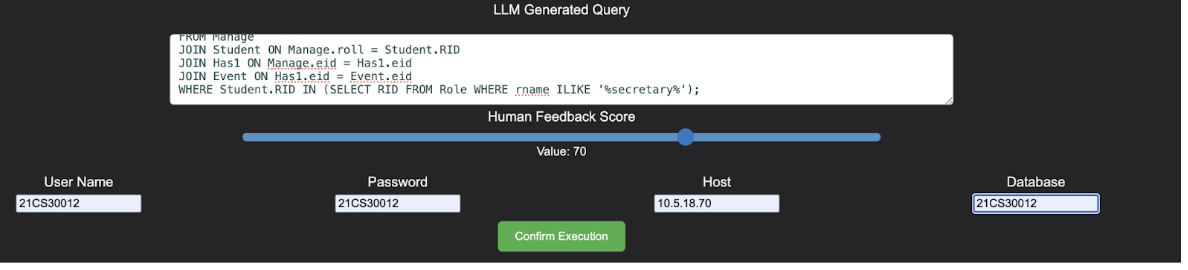 LLM Generated Query
FROM Manage
JOIN Student ON Manage.roll = Student.RID
JOIN Has1 ON Manage.eid = Has1.eid
JOIN Event ON Has1.eid = Event.eid
WHERE Student.RID IN (SELECT RID FROM Role WHERE rname ILIKE '%secretary%');
Human Feedback Score
Value: 70
User Name Password Host Database
21CS30012 21CS30012 10.5.18.70 21CS30012
Confirm Execution